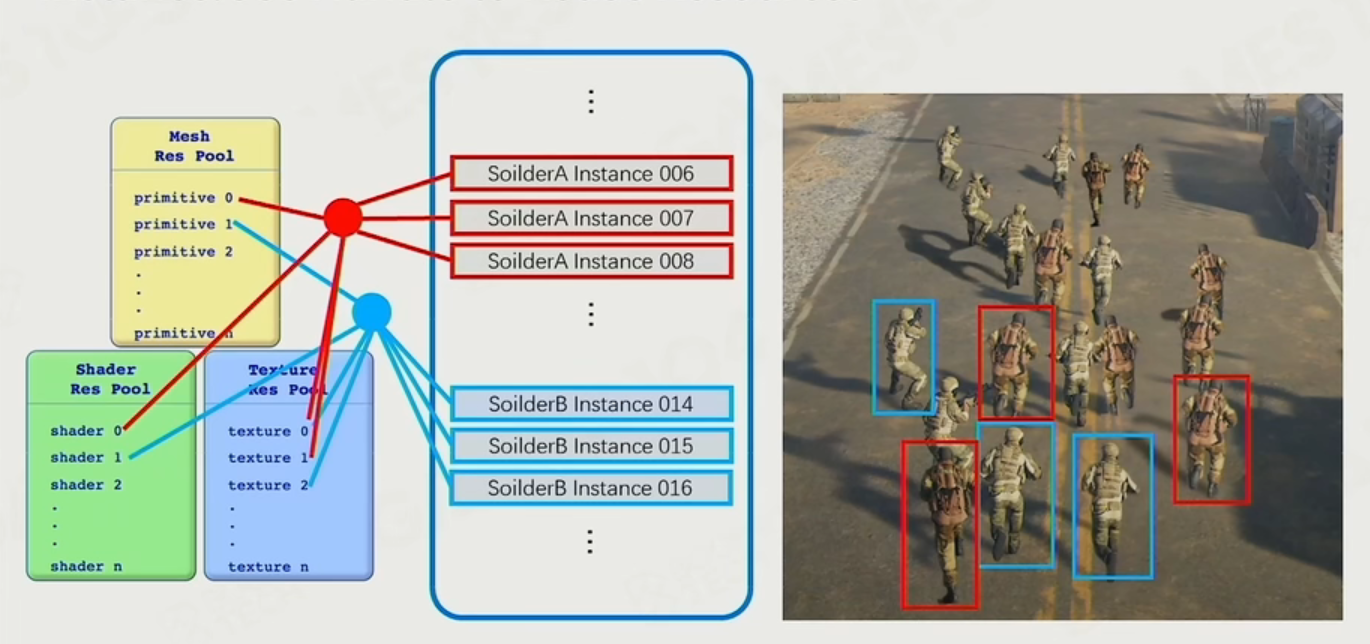 Mesh
Res Pool
primitive 0
primitive 1
primitive 2
.
.
.
primitive n
Shader
Res Pool
shader 0
shader 1
shader 2
.
.
.
shader n
Texture
Res Pool
texture 0
texture 1
texture 2
.
.
.
texture n
⋮
SoilderA Instance 006
SoilderA Instance 007
SoilderA Instance 008
⋮
SoilderB Instance 014
SoilderB Instance 015
SoilderB Instance 016
⋮